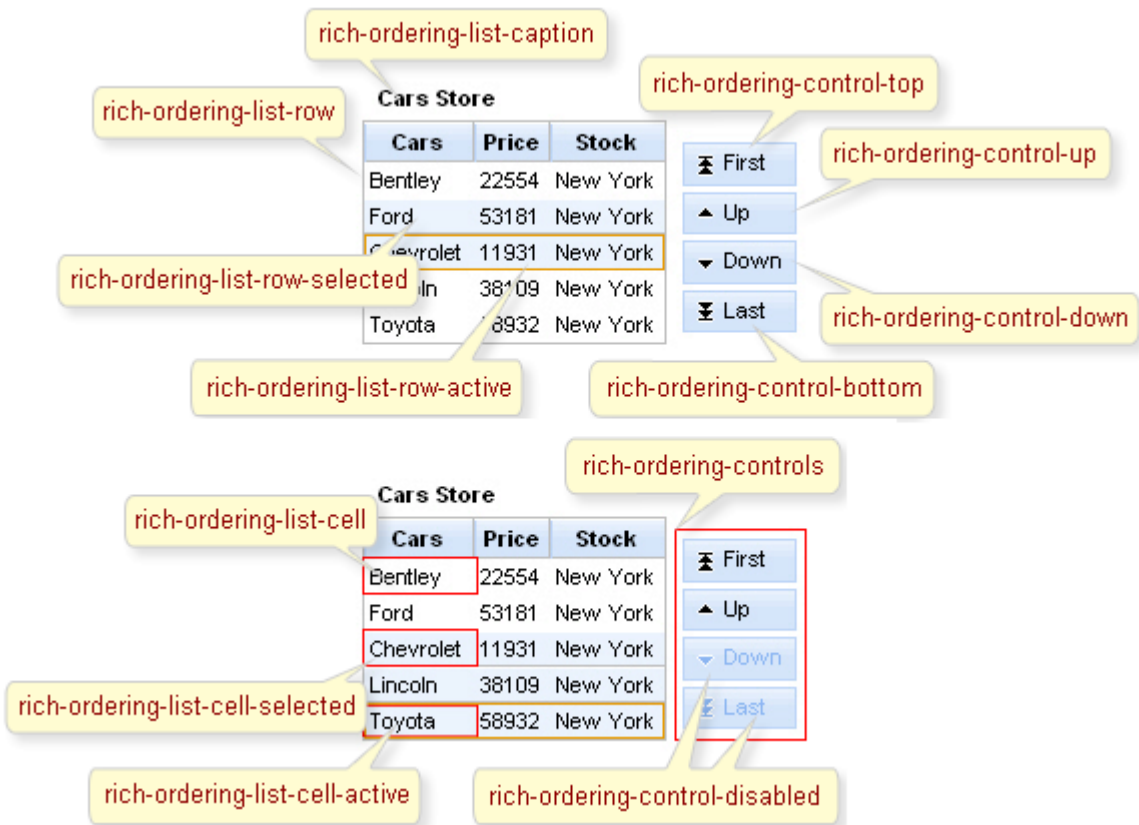 rich-ordering-list-caption
rich-ordering-control-top
rich-ordering-list-row
Cars Store
rich-ordering-control-up
Cars Price Stock
First
Bentley 22554 New York
Up
Ford 53181 New York
Chevrolet 11931 New York
Down
rich-ordering-list-row-selected
38109 New York
Last
rich-ordering-control-down
Toyota New York
rich-ordering-list-row-active
rich-ordering-control-bottom
rich-ordering-controls
Cars Store
rich-ordering-list-cell
Cars Price Stock
First
Bentley 22554 New York
Up
Ford 53181 New York
Chevrolet 11931 New York
Down
Lincoln 38109 New York
rich-ordering-list-cell-selected
Last
Toyota 58932 New York
rich-ordering-list-cell-active
rich-ordering-control-disabled